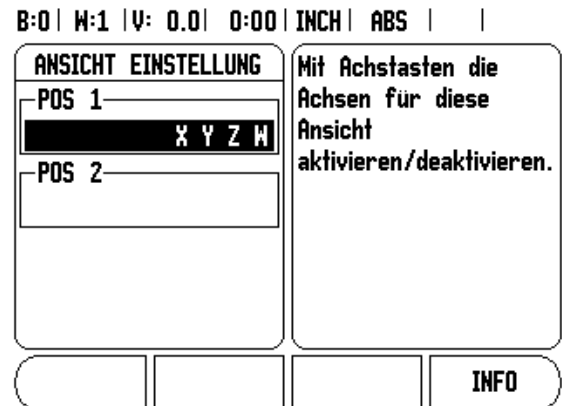 B:0| W:1 |V: 0.0| 0:00|INCH| ABS | |
ANSICHT EINSTELLUNG
POS 1
X Y Z W
POS 2
Mit Achstasten die
Achsen für diese
Ansicht
aktivieren/deaktivieren.
INFO